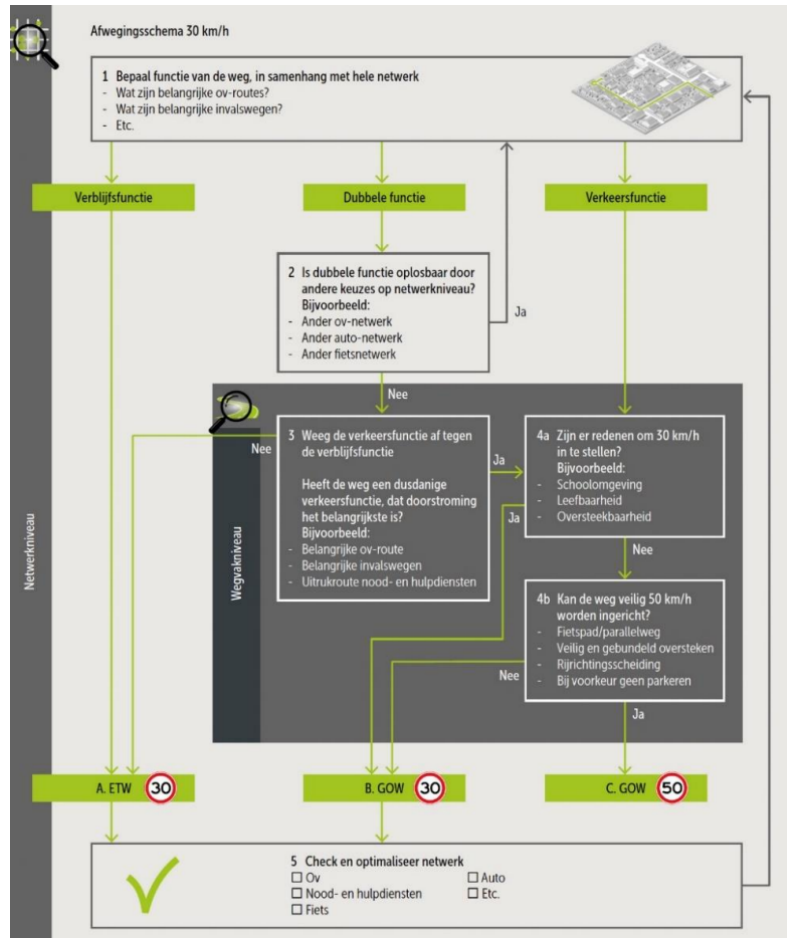 Afwegingsschema 30 km/h
1 Bepaal functie van de weg, in samenhang met hele netwerk
- Wat zijn belangrijke ov-routes?
- Wat zijn belangrijke invalswegen?
- Etc.
Verblijfsfunctie
Dubbele functie
Verkeersfunctie
2 Is dubbele functie oplosbaar door
andere keuzes op netwerkniveau?
Bijvoorbeeld:
- Ander ov-netwerk
- Ander auto-netwerk
- Ander fietsnetwerk
Ja
Nee
Netwerkniveau
Wegvakniveau
3 Weeg de verkeersfunctie af tegen
de verblijfsfunctie
Heeft de weg een dusdanige
verkeersfunctie, dat doorstroming
het belangrijkste is?
Bijvoorbeeld:
- Belangrijke ov-route
- Belangrijke invalswegen
- Uitrukroute nood- en hulpdiensten
Nee
Ja
4a Zijn er redenen om 30 km/h
in te stellen?
Bijvoorbeeld:
- Schoolomgeving
- Leefbaarheid
- Oversteekbaarheid
Ja
Nee
4b Kan de weg veilig 50 km/h
worden ingericht?
- Fietspad/parallelweg
- Veilig en gebundeld oversteken
- Rijrichtingsscheiding
- Bij voorkeur geen parkeren
Nee
Ja
A. ETW 30
B. GOW 30
C. GOW 50
5 Check en optimaliseer netwerk
Ov
Nood- en hulpdiensten
Fiets
Auto
Etc.